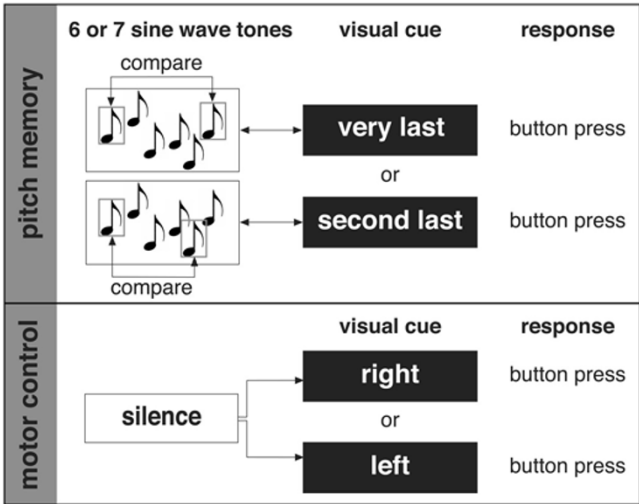 6 or 7 sine wave tones visual cue response
pitch memory
compare
very last button press
or
second last button press
compare
motor control
visual cue response
right button press
silence
or
left button press